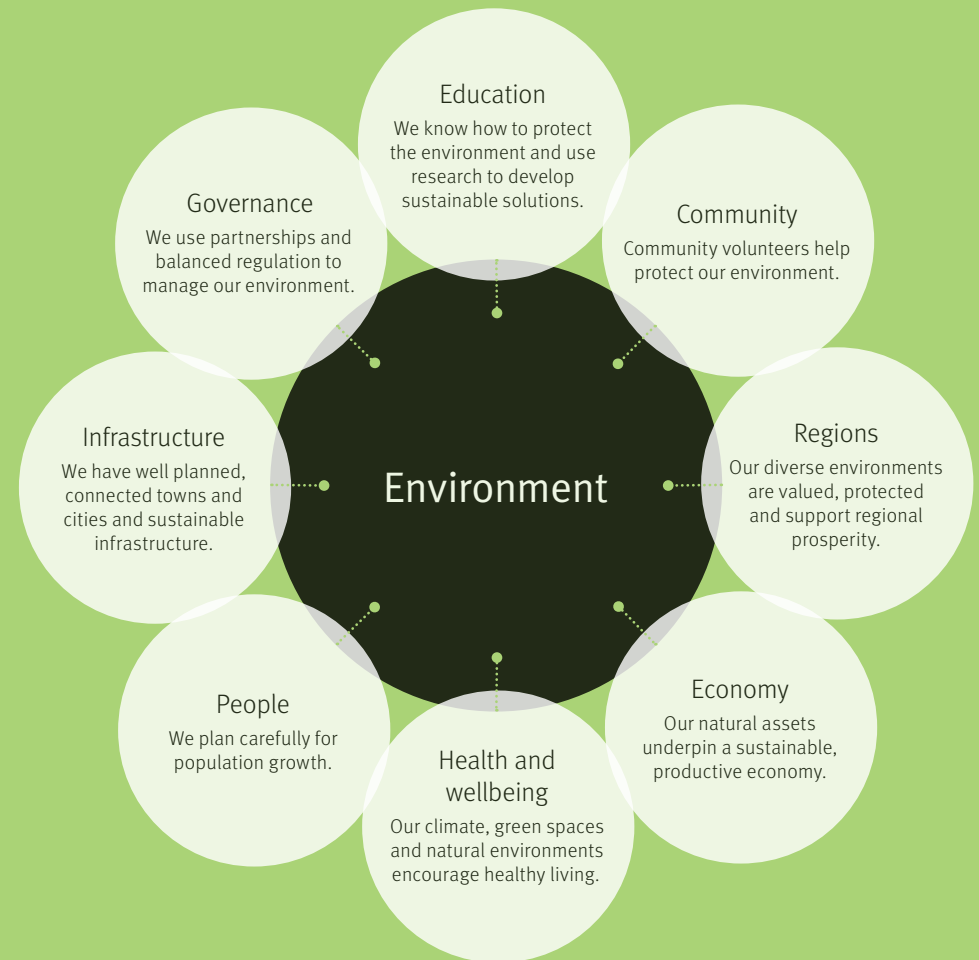 Education
We know how to protect
the environment and use
research to develop
sustainable solutions.
Community
Community volunteers help
protect our environment.
Regions
Our diverse environments
are valued, protected
and support regional
prosperity.
Economy
Our natural assets
underpin a sustainable,
productive economy.
Health and
wellbeing
Our climate, green spaces
and natural environments
encourage healthy living.
People
We plan carefully for
population growth.
Infrastructure
We have well planned,
connected towns and
cities and sustainable
infrastructure.
Governance
We use partnerships and
balanced regulation to
manage our environment.
Environment